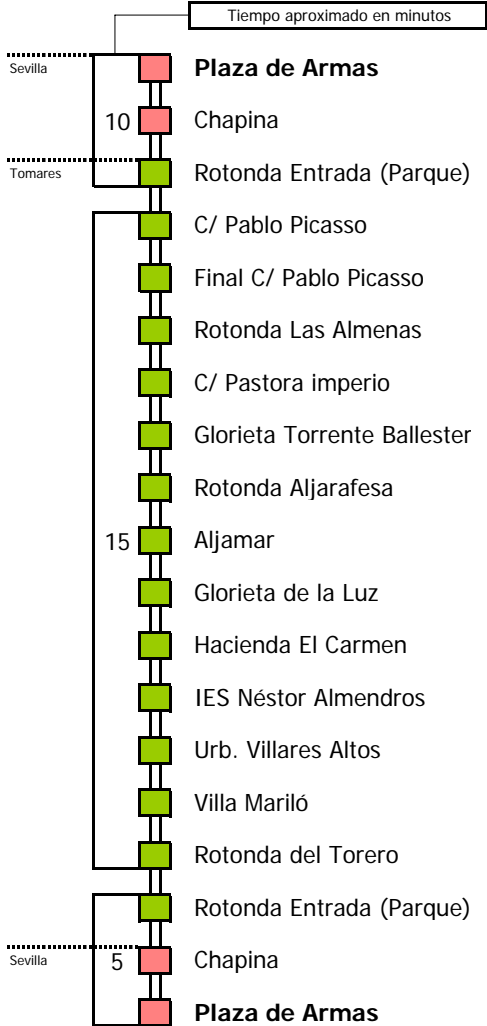 Tiempo aproximado en minutos
Sevilla
Plaza de Armas
10
Chapina
Tomares
Rotonda Entrada (Parque)
C/ Pablo Picasso
Final C/ Pablo Picasso
Rotonda Las Almenas
C/ Pastora imperio
Glorieta Torrente Ballester
Rotonda Aljarafesa
15
Aljamar
Glorieta de la Luz
Hacienda El Carmen
IES Néstor Almendros
Urb. Villares Altos
Villa Mariló
Rotonda del Torero
Rotonda Entrada (Parque)
Sevilla
5
Chapina
Plaza de Armas